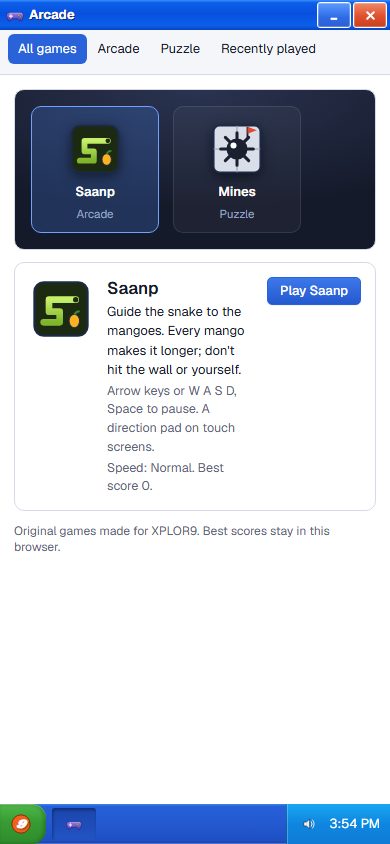 Arcade
All games Arcade Puzzle Recently played
Saanp
Arcade
Mines
Puzzle
Saanp
Play Saanp
Guide the snake to the
mangoes. Every mango
makes it longer; don't
hit the wall or yourself.
Arrow keys or W A S D,
Space to pause. A
direction pad on touch
screens.
Speed: Normal. Best
score 0.
Original games made for XPLOR9. Best scores stay in this
browser.
3:54 PM